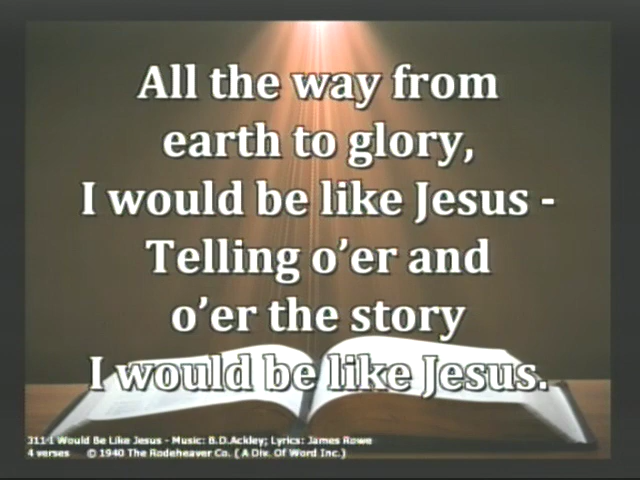 All the way from
earth to glory,
I would be like Jesus -
Telling o’er and
o’er the story
I would be like Jesus.
311-1 I Would Be Like Jesus - Music: B.D.Ackley; Lyrics: James Rowe
4 verses © 1940 The Rodeheaver Co. ( A Div. Of Word Inc.)